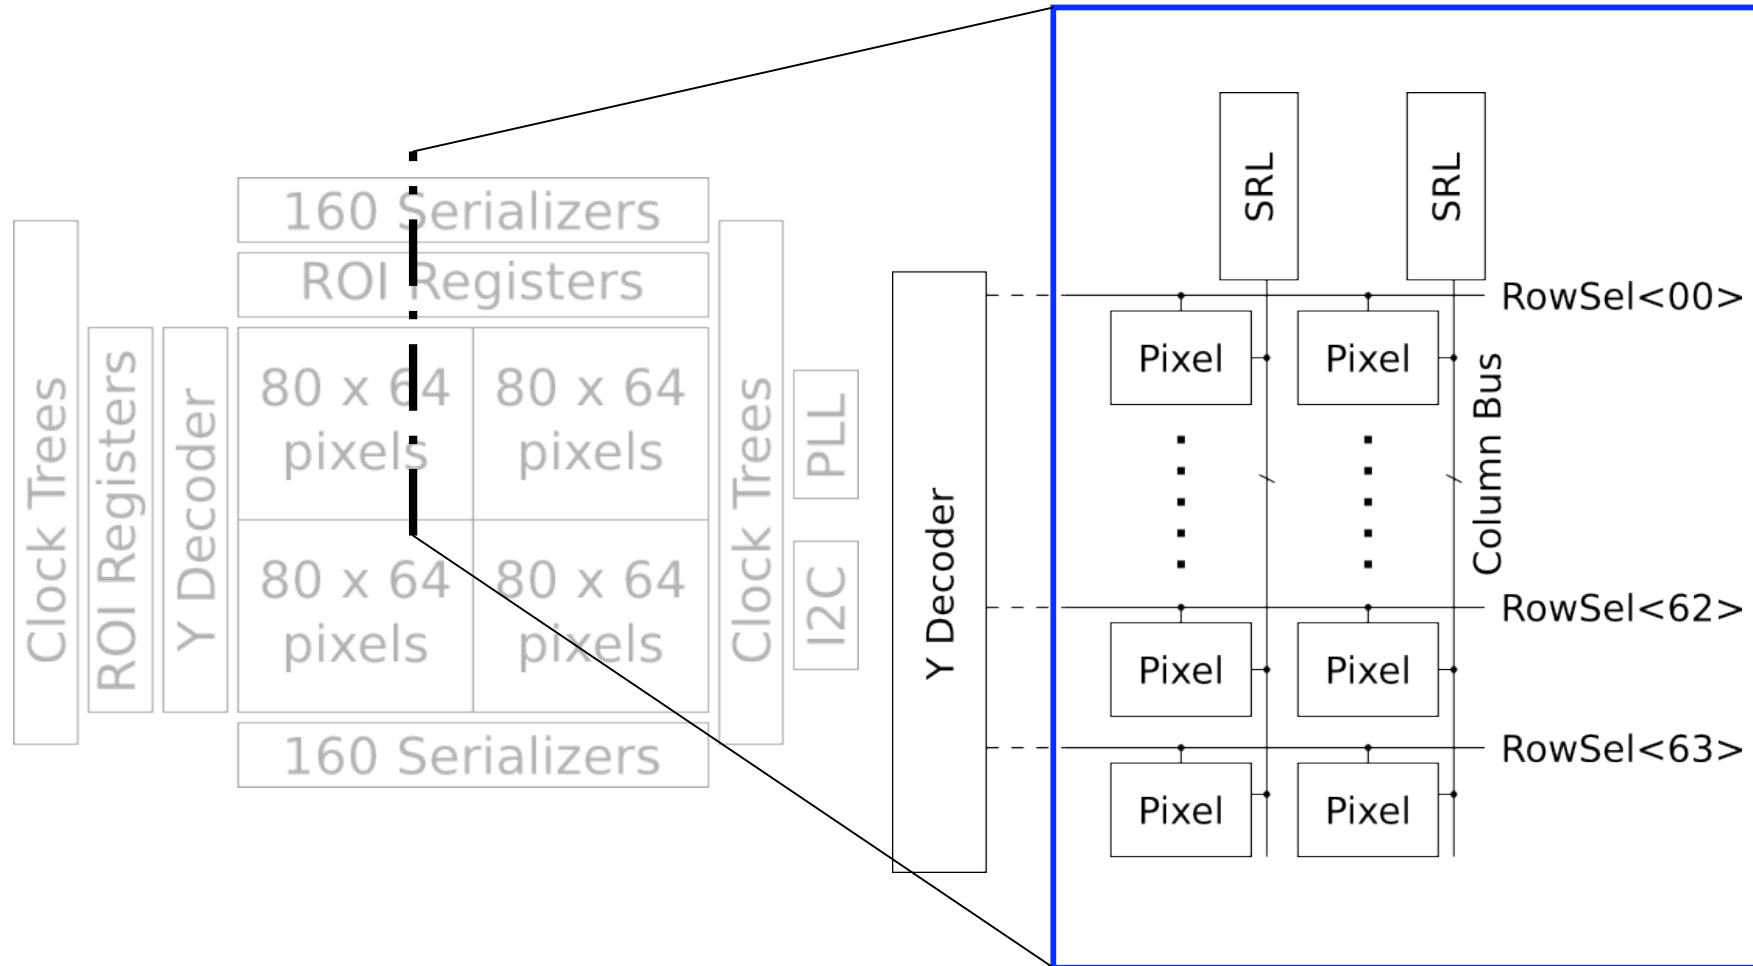 160 Serializers
ROI Registers
Clock Trees
ROI Registers
Y Decoder
80 x 64
pixels
80 x 64
pixels
80 x 64
pixels
80 x 64
pixels
Clock Trees
PLL
I2C
160 Serializers
Y Decoder
SRL
SRL
RowSel<00>
Pixel
Pixel
Column Bus
RowSel<62>
Pixel
Pixel
RowSel<63>
Pixel
Pixel